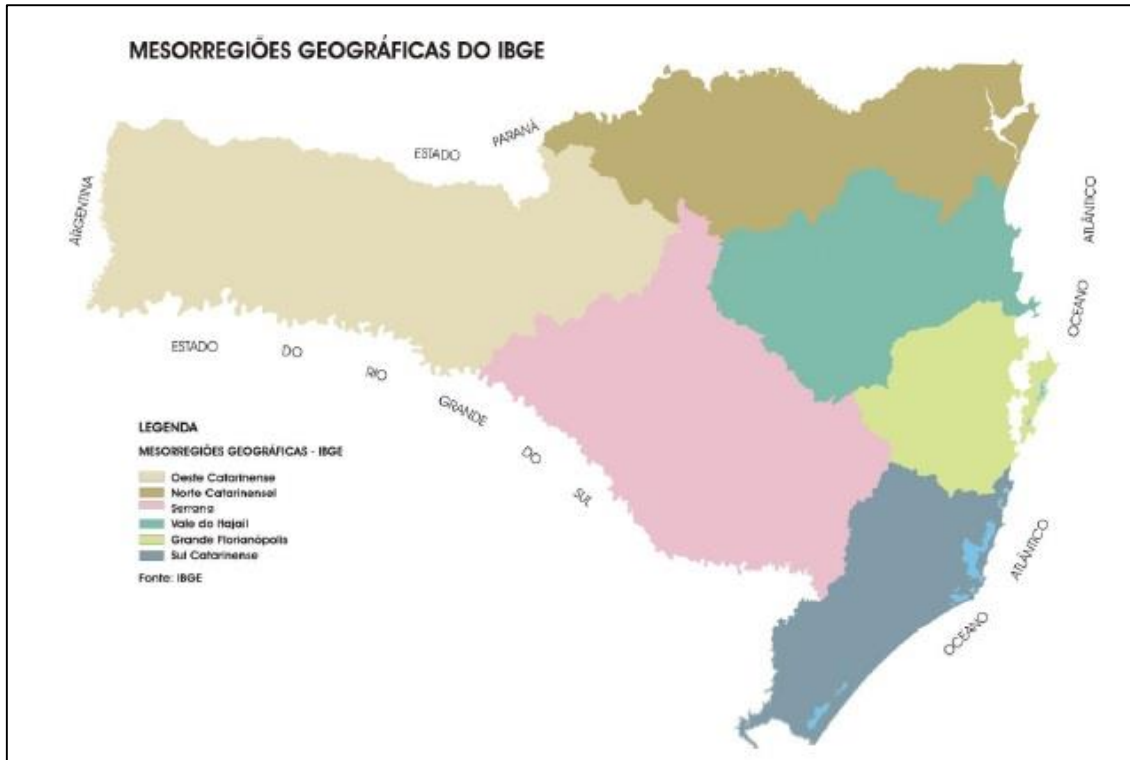 MESORREGIÕES GEOGRÁFICAS DO IBGE
ESTADO PARANÁ
ARGENTINA
OCEANO ATLÂNTICO
ESTADO DO RIO GRANDE DO SUL
OCEANO ATLÂNTICO
LEGENDA
MESORREGIÕES GEOGRÁFICAS - IBGE
Oeste Catarinense
Norte Catarinensel
Serrana
Vale do Itajaíl
Grande Florianópolis
Sul Catarinense
Fonte: IBGE